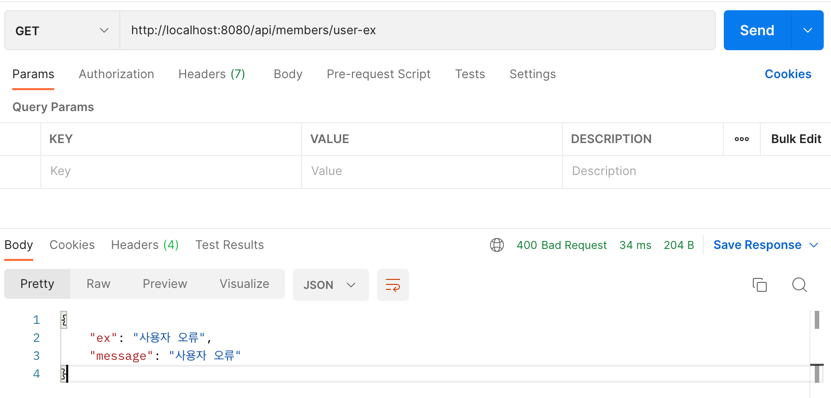 GET http://localhost:8080/api/members/user-ex Send
Params Authorization Headers (7) Body Pre-request Script Tests Settings Cookies
Query Params
KEY VALUE DESCRIPTION ooo Bulk Edit
Key Value Description
Body Cookies Headers (4) Test Results 400 Bad Request 34 ms 204 B Save Response
Pretty Raw Preview Visualize JSON
1 {
2 "ex": "사용자 오류",
3 "message": "사용자 오류"
4 }